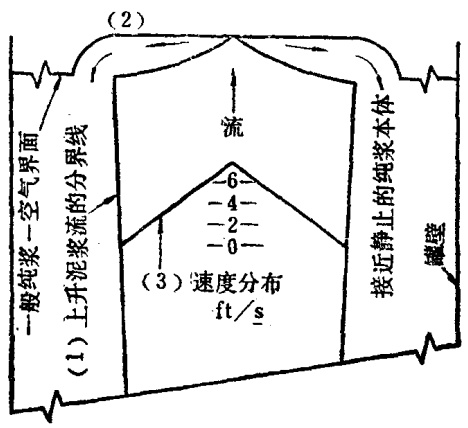 (2)
一般纯浆—空气界面
(1)上升泥浆流的分界线
流
6
4
2
0
(3)速度分布
ft/s
接近静止的纯浆本体
罐壁